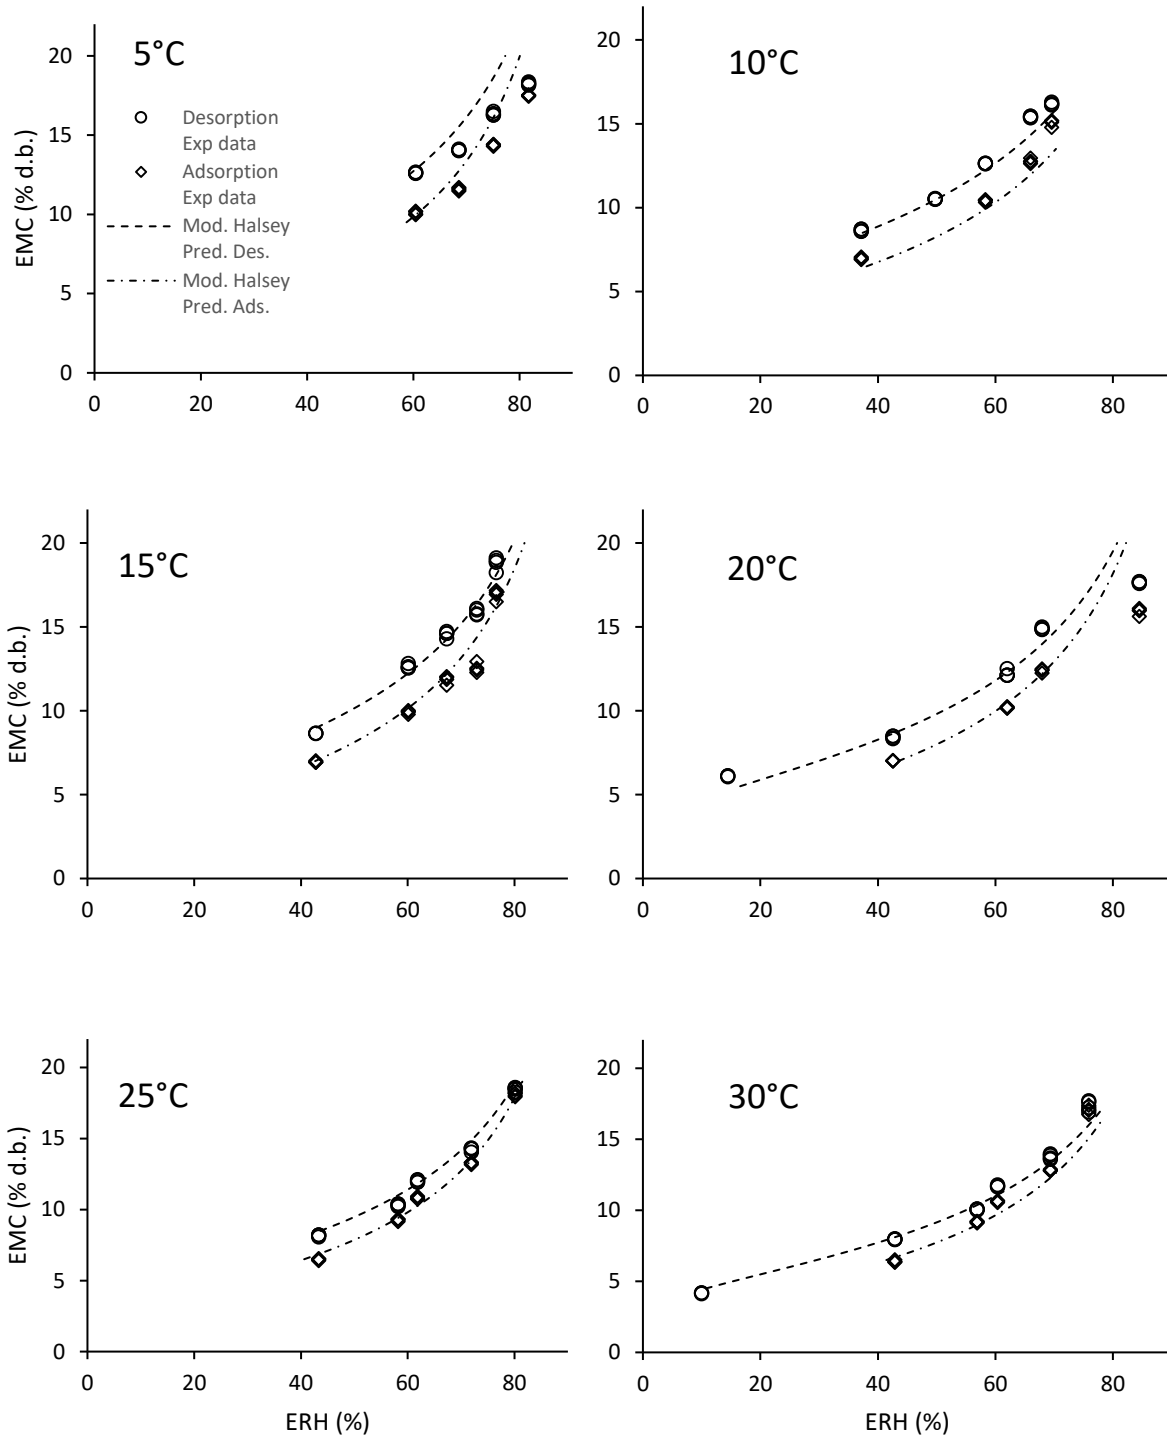 5°C
20
15
10
5
0
EMC (% d.b.)
Desorption
Exp data
Adsorption
Exp data
Mod. Halsey
Pred. Des.
Mod. Halsey
Pred. Ads.
0 20 40 60 80
10°C
20
15
10
5
0
0 20 40 60 80
15°C
20
15
10
5
0
EMC (% d.b.)
0 20 40 60 80
20°C
20
15
10
5
0
0 20 40 60 80
25°C
20
15
10
5
0
EMC (% d.b.)
0 20 40 60 80
ERH (%)
30°C
20
15
10
5
0
0 20 40 60 80
ERH (%)